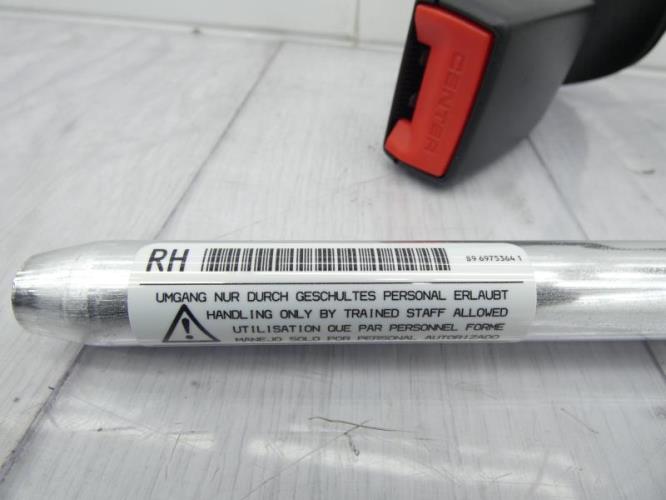 CENTER
RH 89 6975364 1
UMGANG NUR DURCH GESCHULTES PERSONAL ERLAUBT
HANDLING ONLY BY TRAINED STAFF ALLOWED
UTILISATION QUE PAR PERSONNEL FORME
MANEJO SOLO POR PERSONAL AUTORIZADO